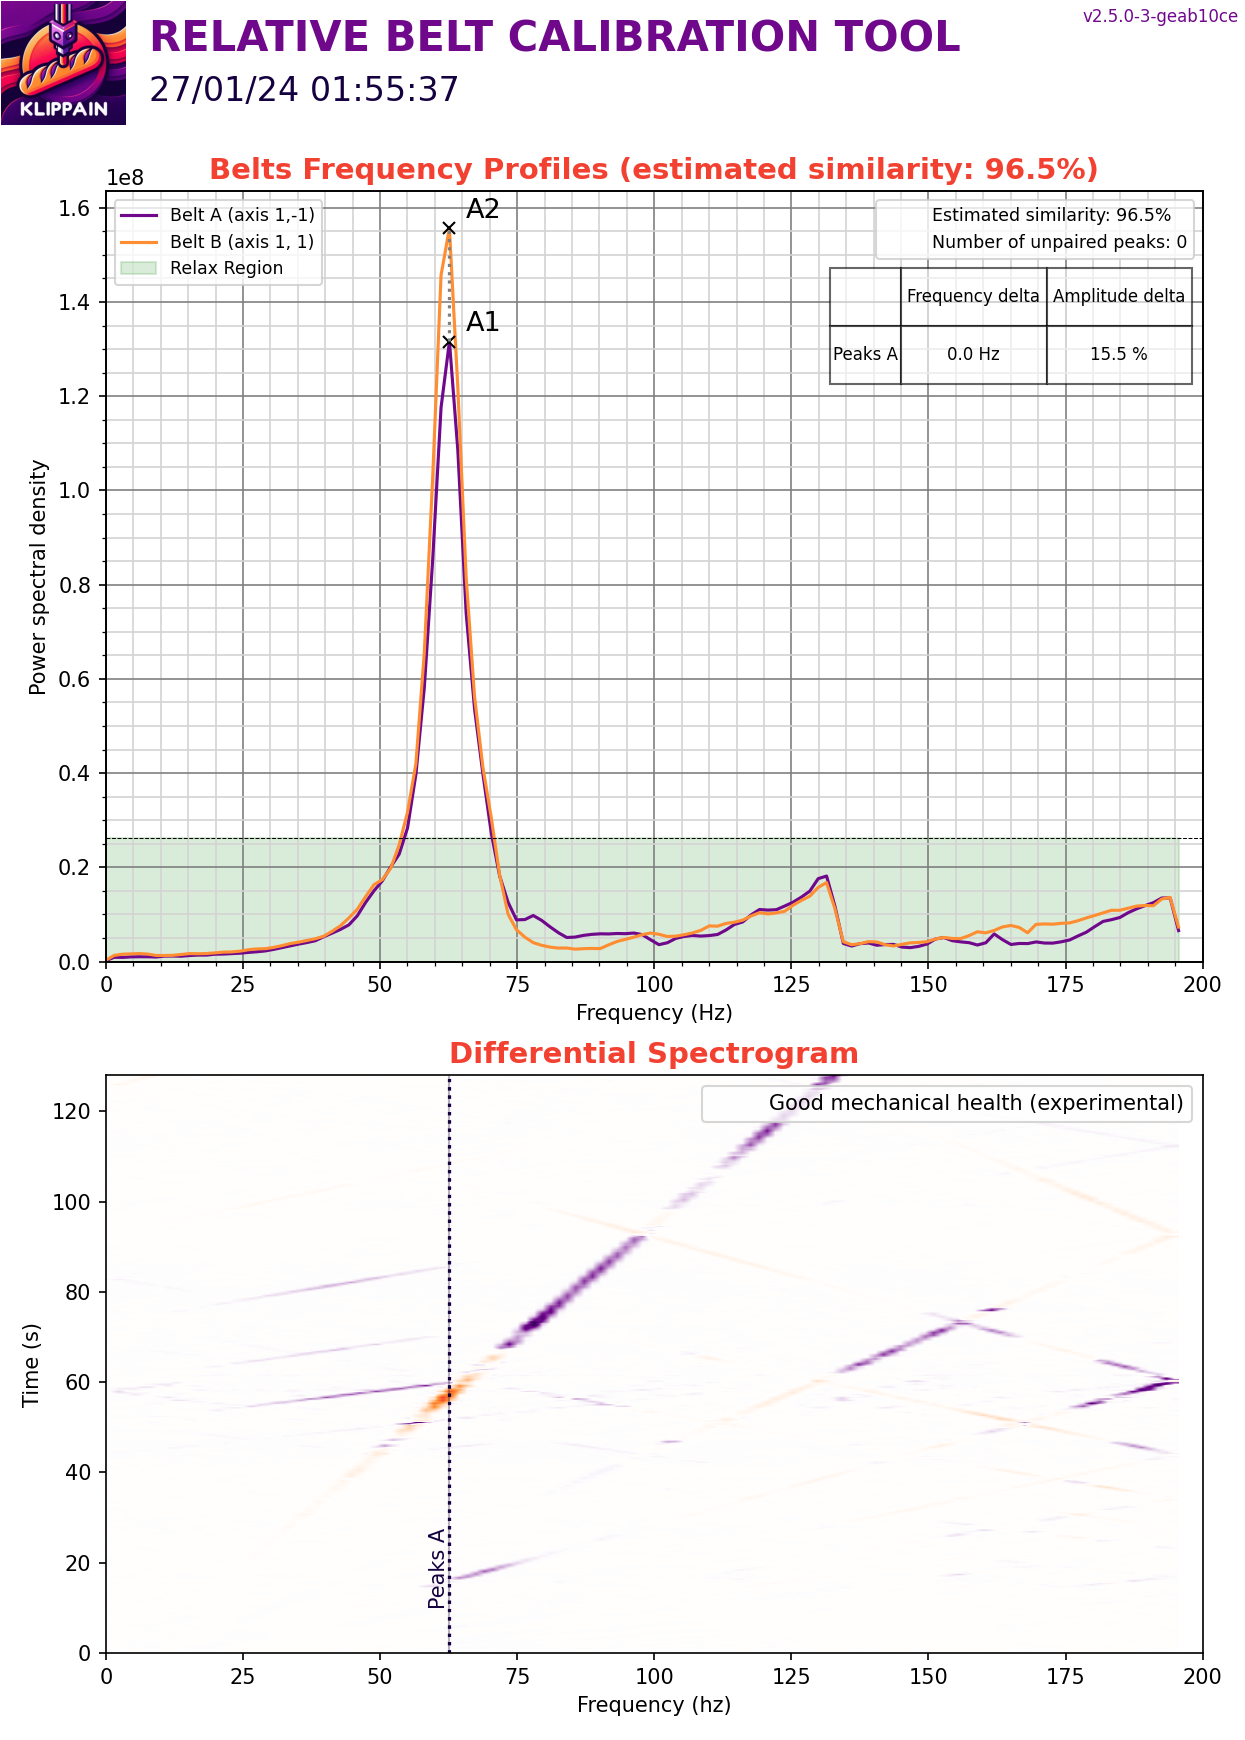 v2.5.0-3-geab10ce
RELATIVE BELT CALIBRATION TOOL
27/01/24 01:55:37
KLIPPAIN
Belts Frequency Profiles (estimated similarity: 96.5%)
1e8
Belt A (axis 1,-1)
Belt B (axis 1, 1)
Relax Region
A2
A1
Estimated similarity: 96.5%
Number of unpaired peaks: 0
Frequency delta Amplitude delta
Peaks A 0.0 Hz 15.5 %
1.6
1.4
1.2
1.0
0.8
0.6
0.4
0.2
0.0
Power spectral density
0 25 50 75 100 125 150 175 200
Frequency (Hz)
Differential Spectrogram
Good mechanical health (experimental)
120
100
80
60
40
20
0
Time (s)
Peaks A
0 25 50 75 100 125 150 175 200
Frequency (hz)